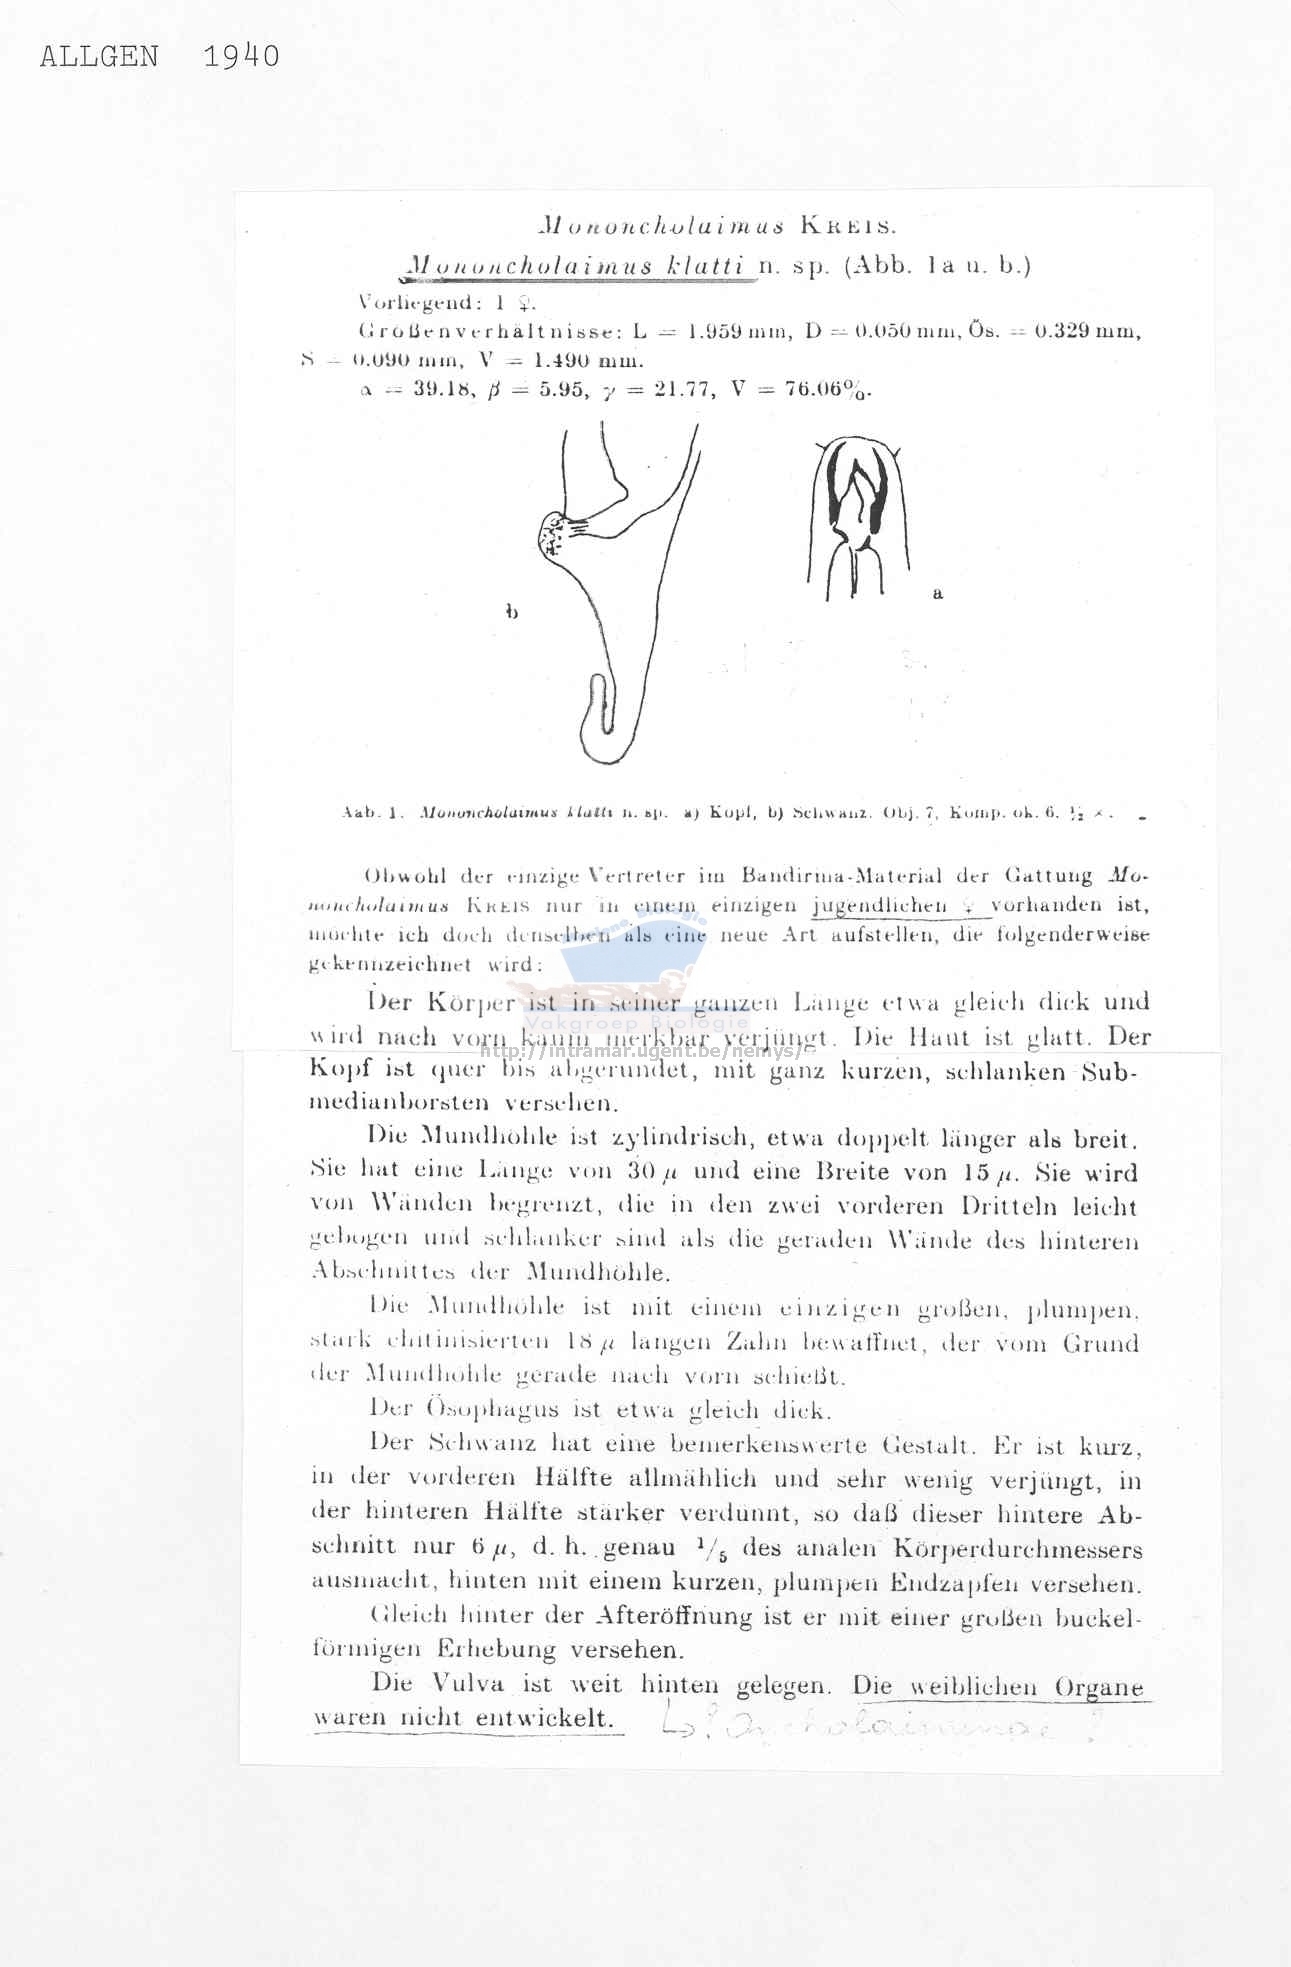 ALLGEN 1940
Mononcholaimus KREIS.
Mononcholaimus klatti n. sp. (Abb. 1a u. b.)
Vorliegend: 1 ♀.
Größenverhältnisse: L = 1.959 mm, D = 0.050 mm, Ös. = 0.329 mm,
S = 0.090 mm, V = 1.490 mm.
α = 39.18, β = 5.95, γ = 21.77, V = 76.06%.
b
a
Aab. 1. Mononcholaimus klatti n. sp. a) Kopf, b) Schwanz. Obj. 7, Komp. ok. 6. ½ ×.
Obwohl der einzige Vertreter im Bandirma-Material der Gattung Mo-
noncholaimus KREIS nur in einem einzigen jugendlichen ♀ vorhanden ist,
möchte ich doch denselben als eine neue Art aufstellen, die folgenderweise
gekennzeichnet wird:
Der Körper ist in seiner ganzen Länge etwa gleich dick und
wird nach vorn kaum merkbar verjüngt. Die Haut ist glatt. Der
Vakgroep Biologie
http://intramar.ugent.be/nemys/
Kopf ist quer bis abgerundet, mit ganz kurzen, schlanken Sub-
medianborsten versehen.
Die Mundhöhle ist zylindrisch, etwa doppelt länger als breit.
Sie hat eine Länge von 30 μ und eine Breite von 15 μ. Sie wird
von Wänden begrenzt, die in den zwei vorderen Dritteln leicht
gebogen und schlanker sind als die geraden Wände des hinteren
Abschnittes der Mundhöhle.
Die Mundhöhle ist mit einem einzigen großen, plumpen,
stark chitinisierten 18 μ langen Zahn bewaffnet, der vom Grund
der Mundhöhle gerade nach vorn schießt.
Der Ösophagus ist etwa gleich dick.
Der Schwanz hat eine bemerkenswerte Gestalt. Er ist kurz,
in der vorderen Hälfte allmählich und sehr wenig verjüngt, in
der hinteren Hälfte stärker verdünnt, so daß dieser hintere Ab-
schnitt nur 6 μ, d. h. genau 1/5 des analen Körperdurchmessers
ausmacht, hinten mit einem kurzen, plumpen Endzapfen versehen.
Gleich hinter der Afteröffnung ist er mit einer großen buckel-
förmigen Erhebung versehen.
Die Vulva ist weit hinten gelegen. Die weiblichen Organe
waren nicht entwickelt. ? Oncholaiminae ?